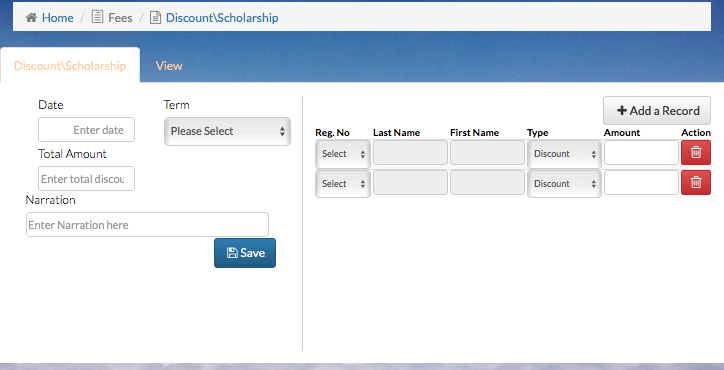 Home / Fees / Discount\Scholarship
Discount\Scholarship View
Date Term
Enter date Please Select
Total Amount
Enter total discou
Narration
Enter Narration here
Save
Add a Record
Reg. No Last Name First Name Type Amount Action
Select Discount
Select Discount